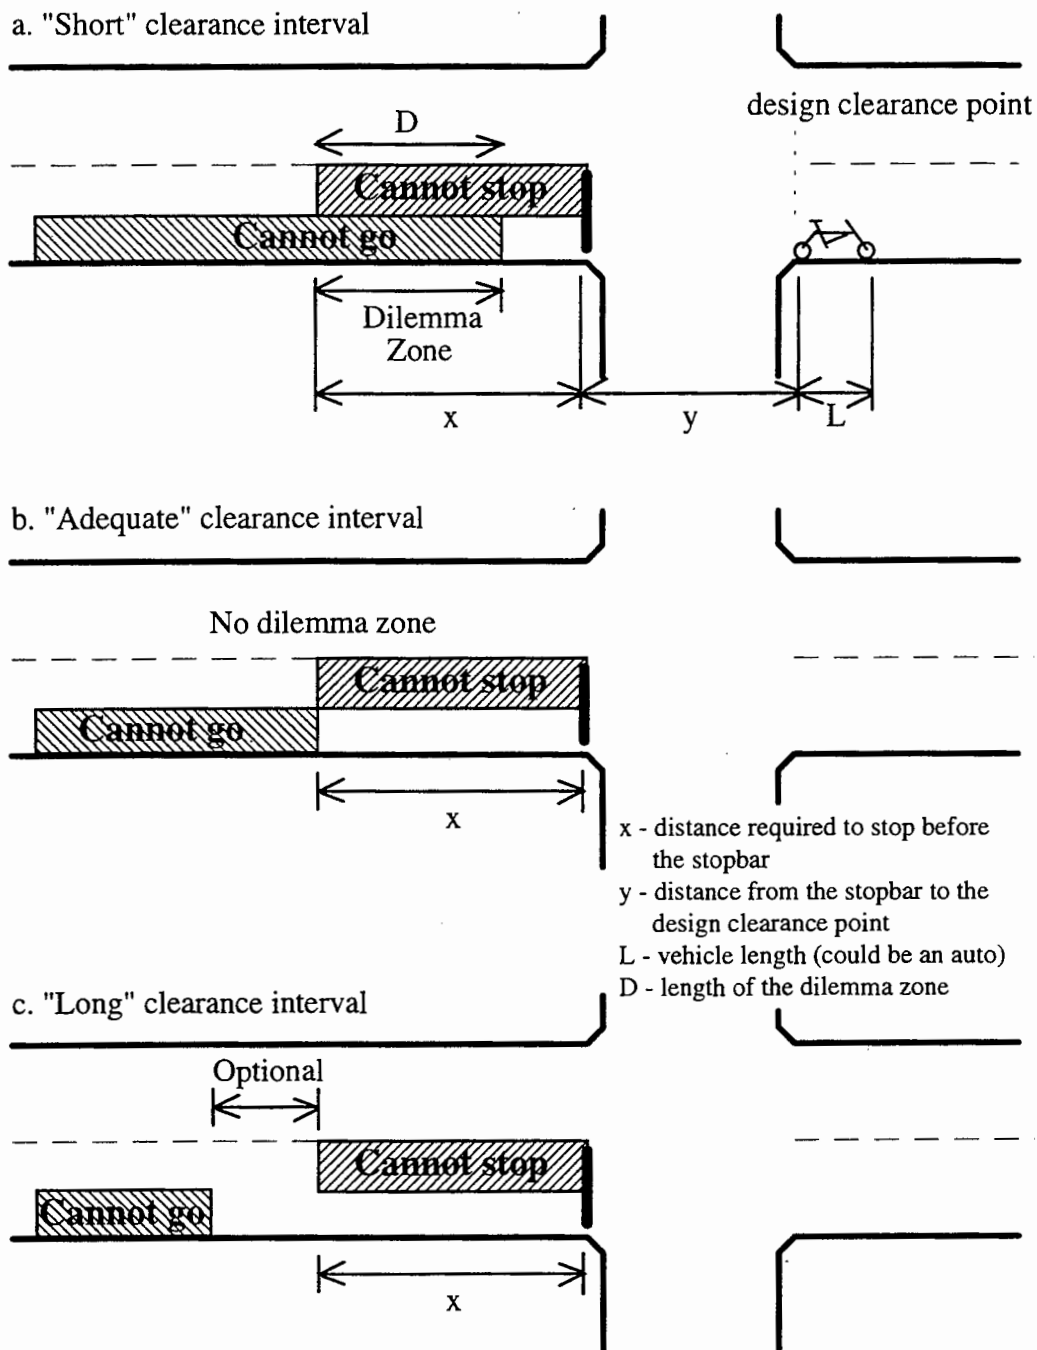 a. "Short" clearance interval
design clearance point
D
Cannot stop
Cannot go
Dilemma
Zone
x
y
L
b. "Adequate" clearance interval
No dilemma zone
Cannot stop
Cannot go
x
x - distance required to stop before
the stopbar
y - distance from the stopbar to the
design clearance point
L - vehicle length (could be an auto)
D - length of the dilemma zone
c. "Long" clearance interval
Optional
Cannot stop
Cannot go
x